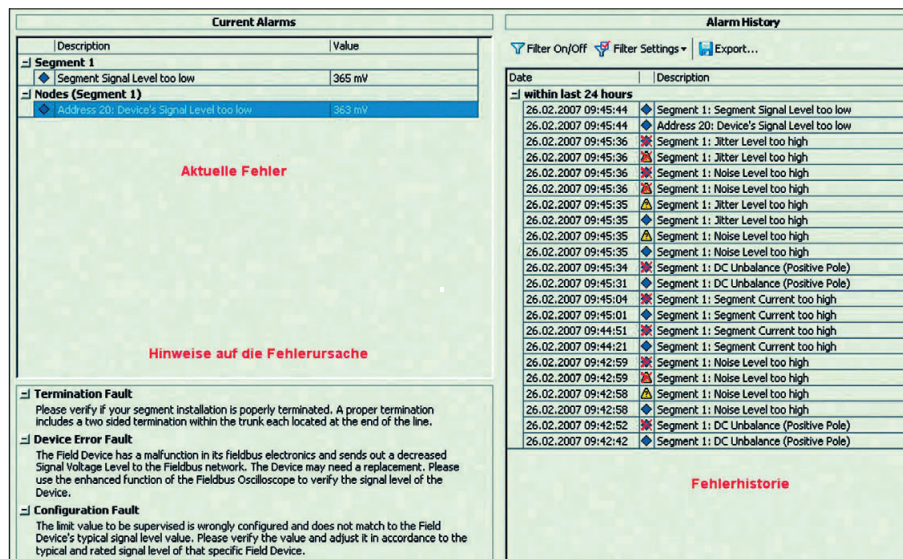 Current Alarms
Description Value
Segment 1
Segment Signal Level too low 365 mV
Nodes (Segment 1)
Address 20: Device's Signal Level too low 363 mV
Aktuelle Fehler
Hinweise auf die Fehlerursache
Termination Fault
Please verify if your segment installation is poperly terminated. A proper termination
includes a two sided termination within the trunk each located at the end of the line.
Device Error Fault
The Field Device has a malfunction in its fieldbus electronics and sends out a decreased
Signal Voltage Level to the Fieldbus network. The Device may need a replacement. Please
use the enhanced function of the Fieldbus Oscilloscope to verify the signal level of the
Device.
Configuration Fault
The limit value to be supervised is wrongly configured and does not match to the Field
Device's typical signal level value. Please verify the value and adjust it in accordance to the
typical and rated signal level of that specific Field Device.
Alarm History
Filter On/Off Filter Settings Export...
Date Description
within last 24 hours
26.02.2007 09:45:44 Segment 1: Segment Signal Level too low
26.02.2007 09:45:44 Address 20: Device's Signal Level too low
26.02.2007 09:45:36 Segment 1: Jitter Level too high
26.02.2007 09:45:36 Segment 1: Jitter Level too high
26.02.2007 09:45:36 Segment 1: Noise Level too high
26.02.2007 09:45:36 Segment 1: Noise Level too high
26.02.2007 09:45:35 Segment 1: Jitter Level too high
26.02.2007 09:45:35 Segment 1: Jitter Level too high
26.02.2007 09:45:35 Segment 1: Noise Level too high
26.02.2007 09:45:35 Segment 1: Noise Level too high
26.02.2007 09:45:34 Segment 1: DC Unbalance (Positive Pole)
26.02.2007 09:45:31 Segment 1: DC Unbalance (Positive Pole)
26.02.2007 09:45:04 Segment 1: Segment Current too high
26.02.2007 09:45:01 Segment 1: Segment Current too high
26.02.2007 09:44:51 Segment 1: Segment Current too high
26.02.2007 09:44:21 Segment 1: Segment Current too high
26.02.2007 09:42:59 Segment 1: Noise Level too high
26.02.2007 09:42:59 Segment 1: Noise Level too high
26.02.2007 09:42:58 Segment 1: Noise Level too high
26.02.2007 09:42:58 Segment 1: Noise Level too high
26.02.2007 09:42:52 Segment 1: DC Unbalance (Positive Pole)
26.02.2007 09:42:42 Segment 1: DC Unbalance (Positive Pole)
Fehlerhistorie